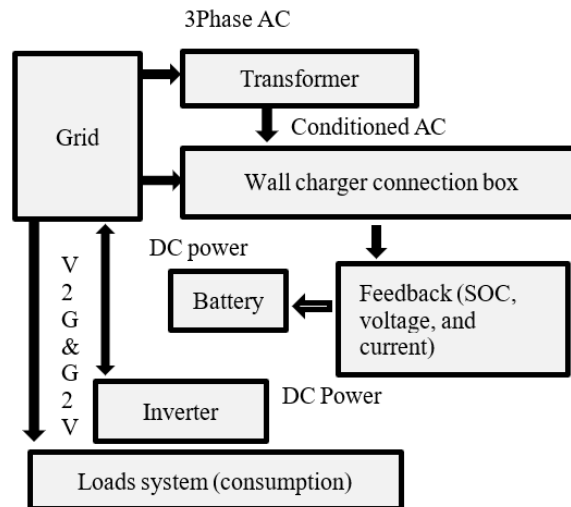 3Phase AC
Transformer
Grid
Conditioned AC
Wall charger connection box
DC power
Battery
Feedback (SOC,
voltage, and
current)
V
2
G
&
G
2
V
Inverter
DC Power
Loads system (consumption)